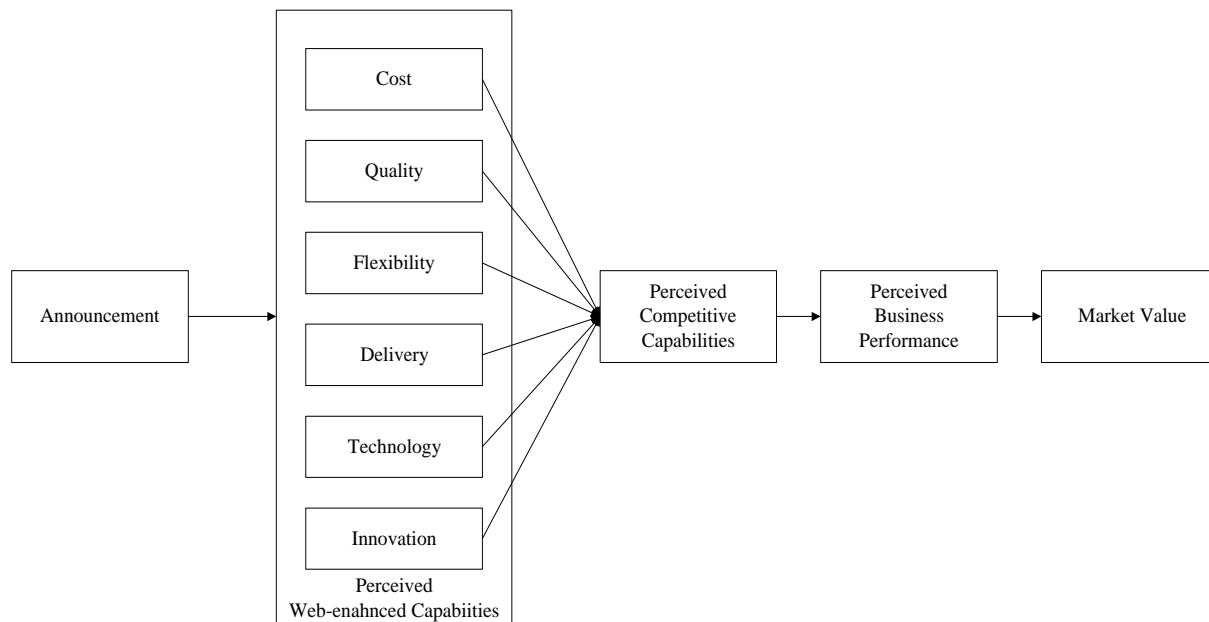 Announcement
Cost
Quality
Flexibility
Delivery
Technology
Innovation
Perceived
Web-enahnced Capabiities
Perceived
Competitive
Capabilities
Perceived
Business
Performance
Market Value